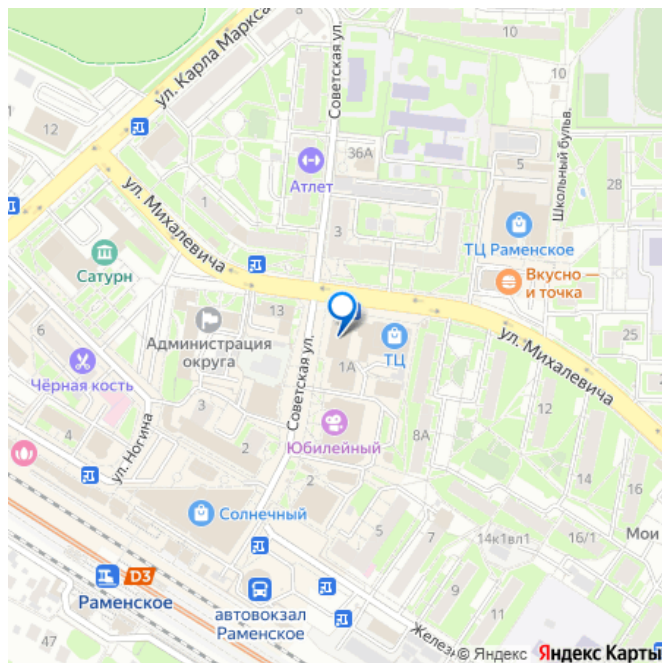 ул. Карла Маркса
Советская ул.
10
10
1
12
36А
Атлет
5
Школьный бульв.
28
1
ул. Михалевича
3
ТЦ Раменское
Сатурн
Вкусно —
и точка
13
Администрация
округа
6
ТЦ
ул. Михалевича
25
Чёрная кость
Советская ул.
1А
3
12
ул. Ногина
4
Юбилейный
8А
2
14
16
2
Солнечный
5
7
14к1вл1
16/1
Мои
D3
Раменское
автовокзал
Раменское
9
11
47
Железн
© Яндекс Яндекс Карты